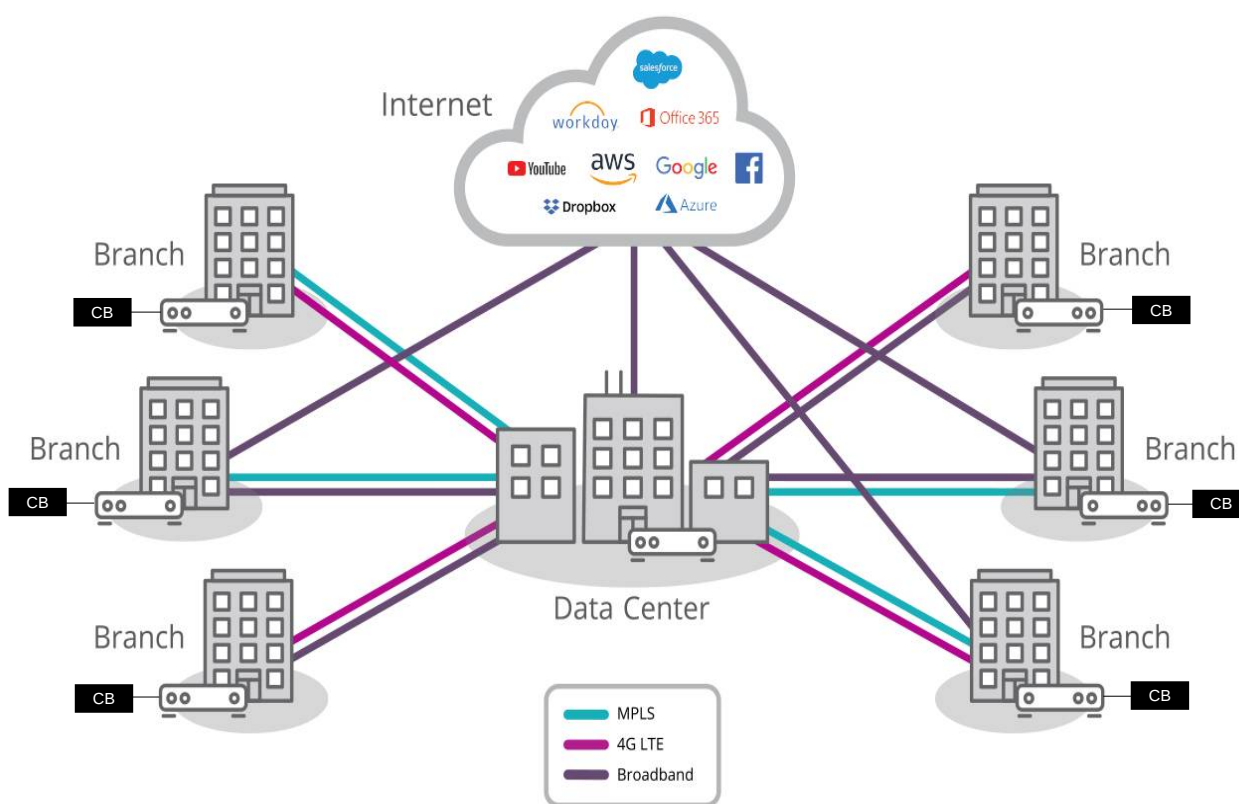 salesforce
Internet
workday
Office 365
YouTube
aws
Google
f
Dropbox
Azure
Branch
Branch
CB
CB
Branch
Branch
CB
CB
Data Center
Branch
Branch
CB
CB
MPLS
4G LTE
Broadband